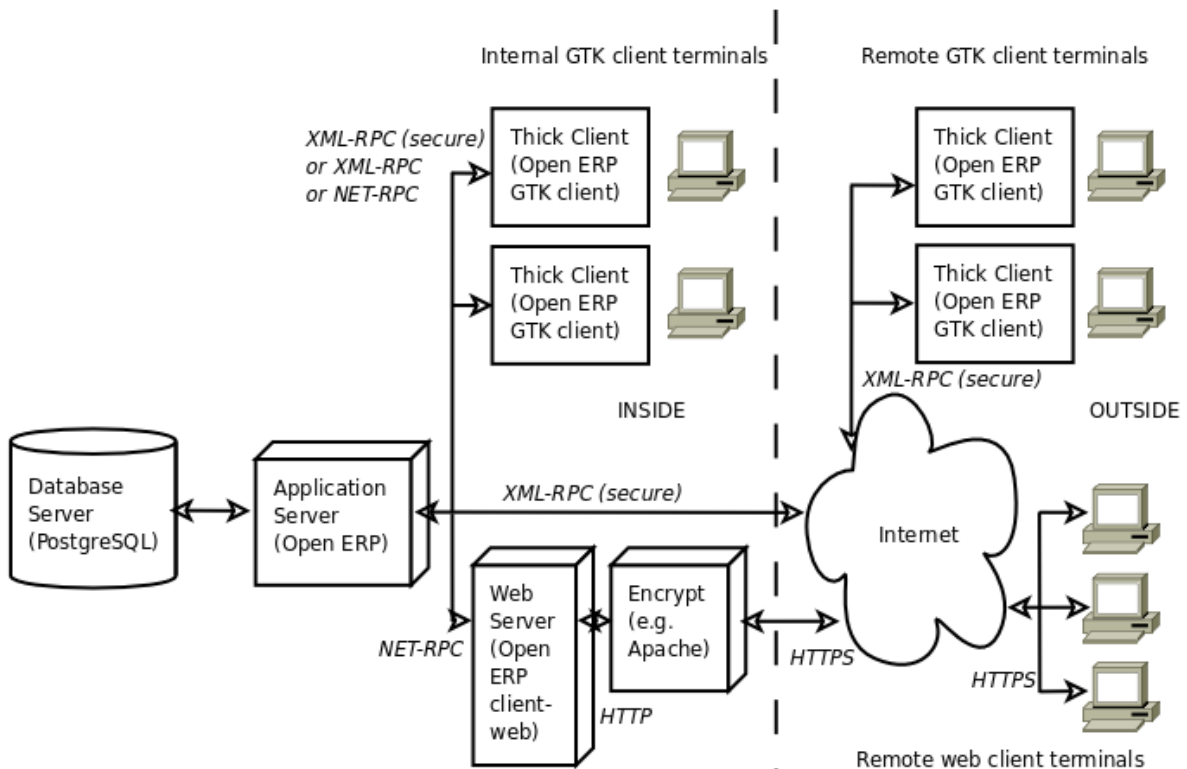 Internal GTK client terminals
Remote GTK client terminals
XML-RPC (secure)
or XML-RPC
or NET-RPC
Thick Client
(Open ERP
GTK client)
Thick Client
(Open ERP
GTK client)
Thick Client
(Open ERP
GTK client)
Thick Client
(Open ERP
GTK client)
XML-RPC (secure)
INSIDE
OUTSIDE
Database
Server
(PostgreSQL)
Application
Server
(Open ERP)
XML-RPC (secure)
Internet
Web
Server
(Open
ERP
client-
web)
Encrypt
(e.g.
Apache)
NET-RPC
HTTP
HTTPS
HTTPS
Remote web client terminals